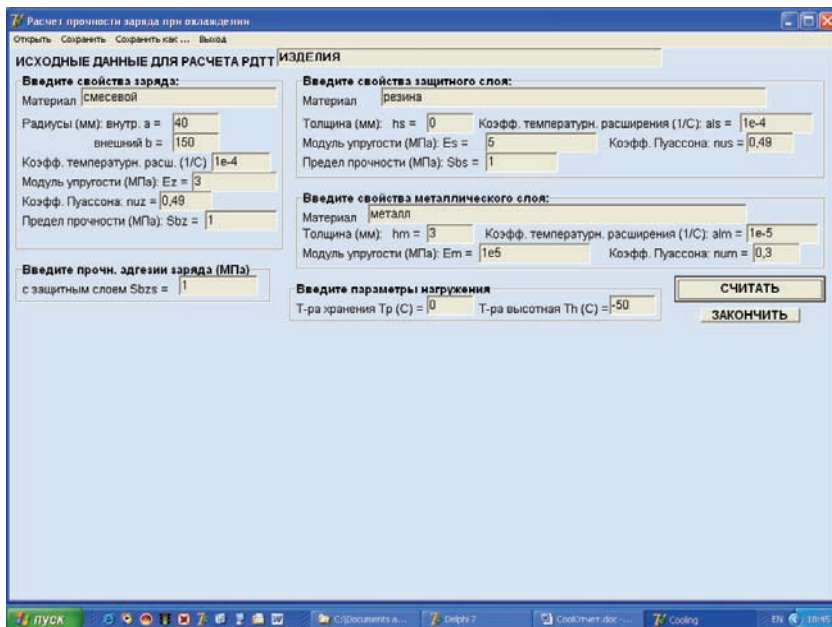 Расчет прочности заряда при охлаждении
Открыть Сохранить Сохранить как ... Выход
ИСХОДНЫЕ ДАННЫЕ ДЛЯ РАСЧЕТА РДТТ ИЗДЕЛИЯ
Введите свойства заряда:
Материал смесевой
Радиусы (мм): внутр. a = 40
внешний b = 150
Коэфф. температурн. расш. (1/C) 1e-4
Модуль упругости (МПа): Ez = 3
Коэфф. Пуассона: nuz = 0,49
Предел прочности (МПа): Sbz = 1
Введите прочн. адгезии заряда (МПа)
с защитным слоем Sbzs = 1
Введите свойства защитного слоя:
Материал резина
Толщина (мм): hs = 0 Коэфф. температурн. расширения (1/C): als = 1e-4
Модуль упругости (МПа): Es = 5 Коэфф. Пуассона: nus = 0,49
Предел прочности (МПа): Sbs = 1
Введите свойства металлического слоя:
Материал металл
Толщина (мм): hm = 3 Коэфф. температурн. расширения (1/C): alm = 1e-5
Модуль упругости (МПа): Em = 1e5 Коэфф. Пуассона: num = 0,3
Введите параметры нагружения
Т-ра хранения Tp (C) = 0 Т-ра высотная Th (C) = -50
СЧИТАТЬ
ЗАКОНЧИТЬ
пуск C:\Documents a... Delphi 7 CoolОтчет.doc -... Cooling EN 18:45